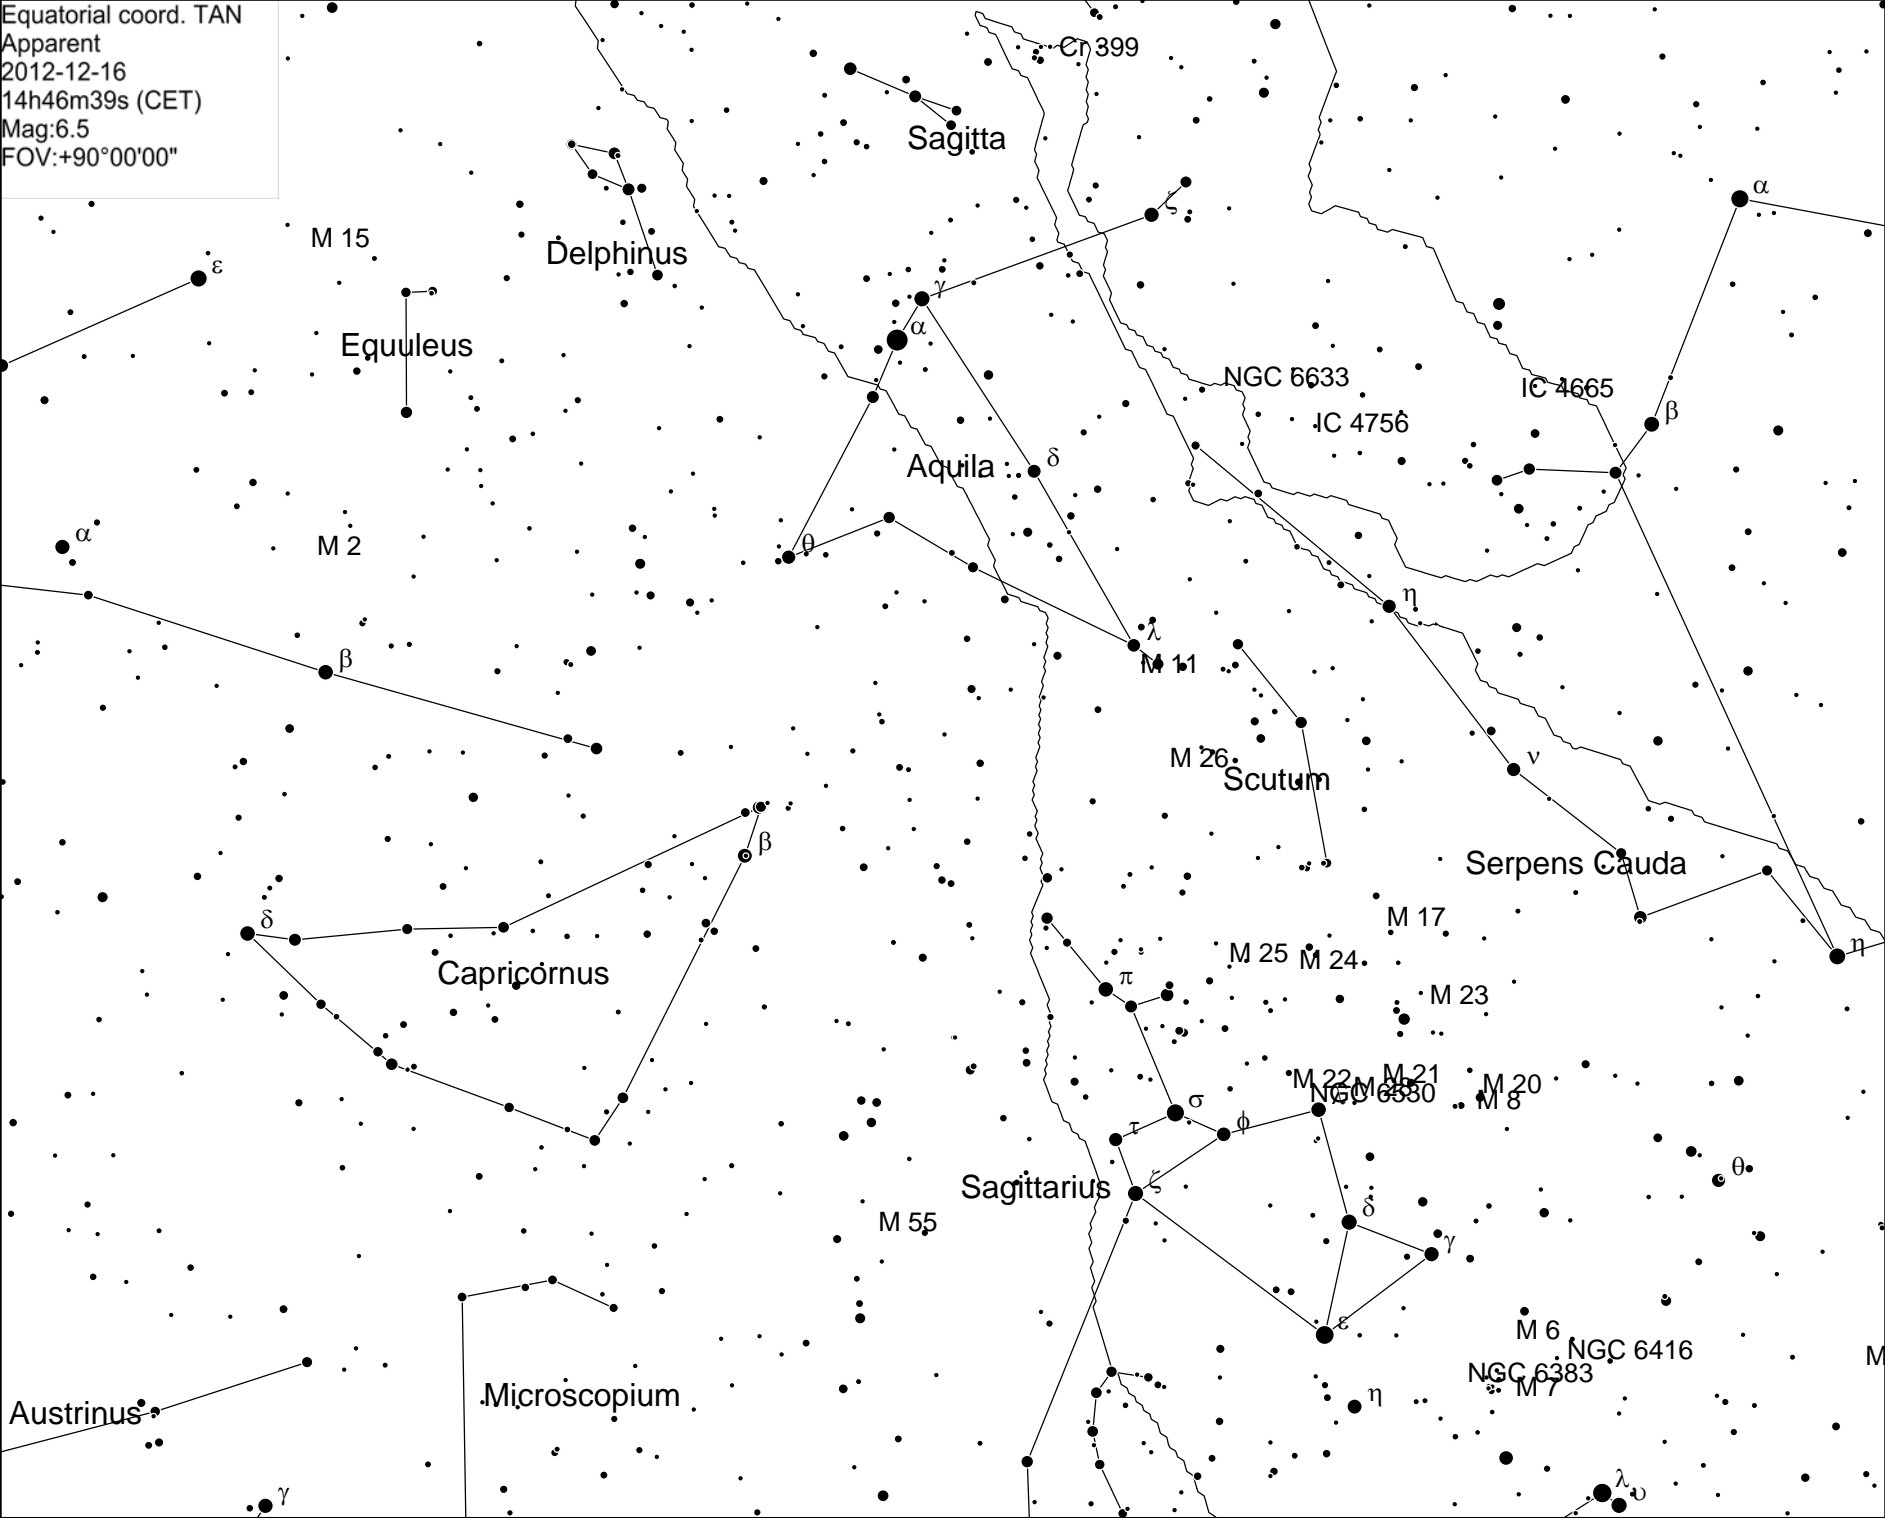 Equatorial coord. TAN
Apparent
2012-12-16
14h46m39s (CET)
Mag:6.5
FOV:+90°00'00"
Cr 399
Sagitta
α
ζ
M 15
Delphinus
ε
γ
α
Equuleus
NGC 6633
IC 4665
β
IC 4756
Aquila
δ
α
M 2
θ
η
λ
M 11
β
M 26
Scutum
ν
β
Serpens Cauda
δ
M 17
η
M 25
M 24
Capricornus
π
M 23
M 22
M 21
M 20
NGC 6530
M 8
σ
τ
ϕ
Sagittarius
ζ
θ
M 55
δ
γ
ε
M 6
NGC 6416
M
NGC 6383
M 7
Microscopium
η
Austrinus
λ
υ
γ